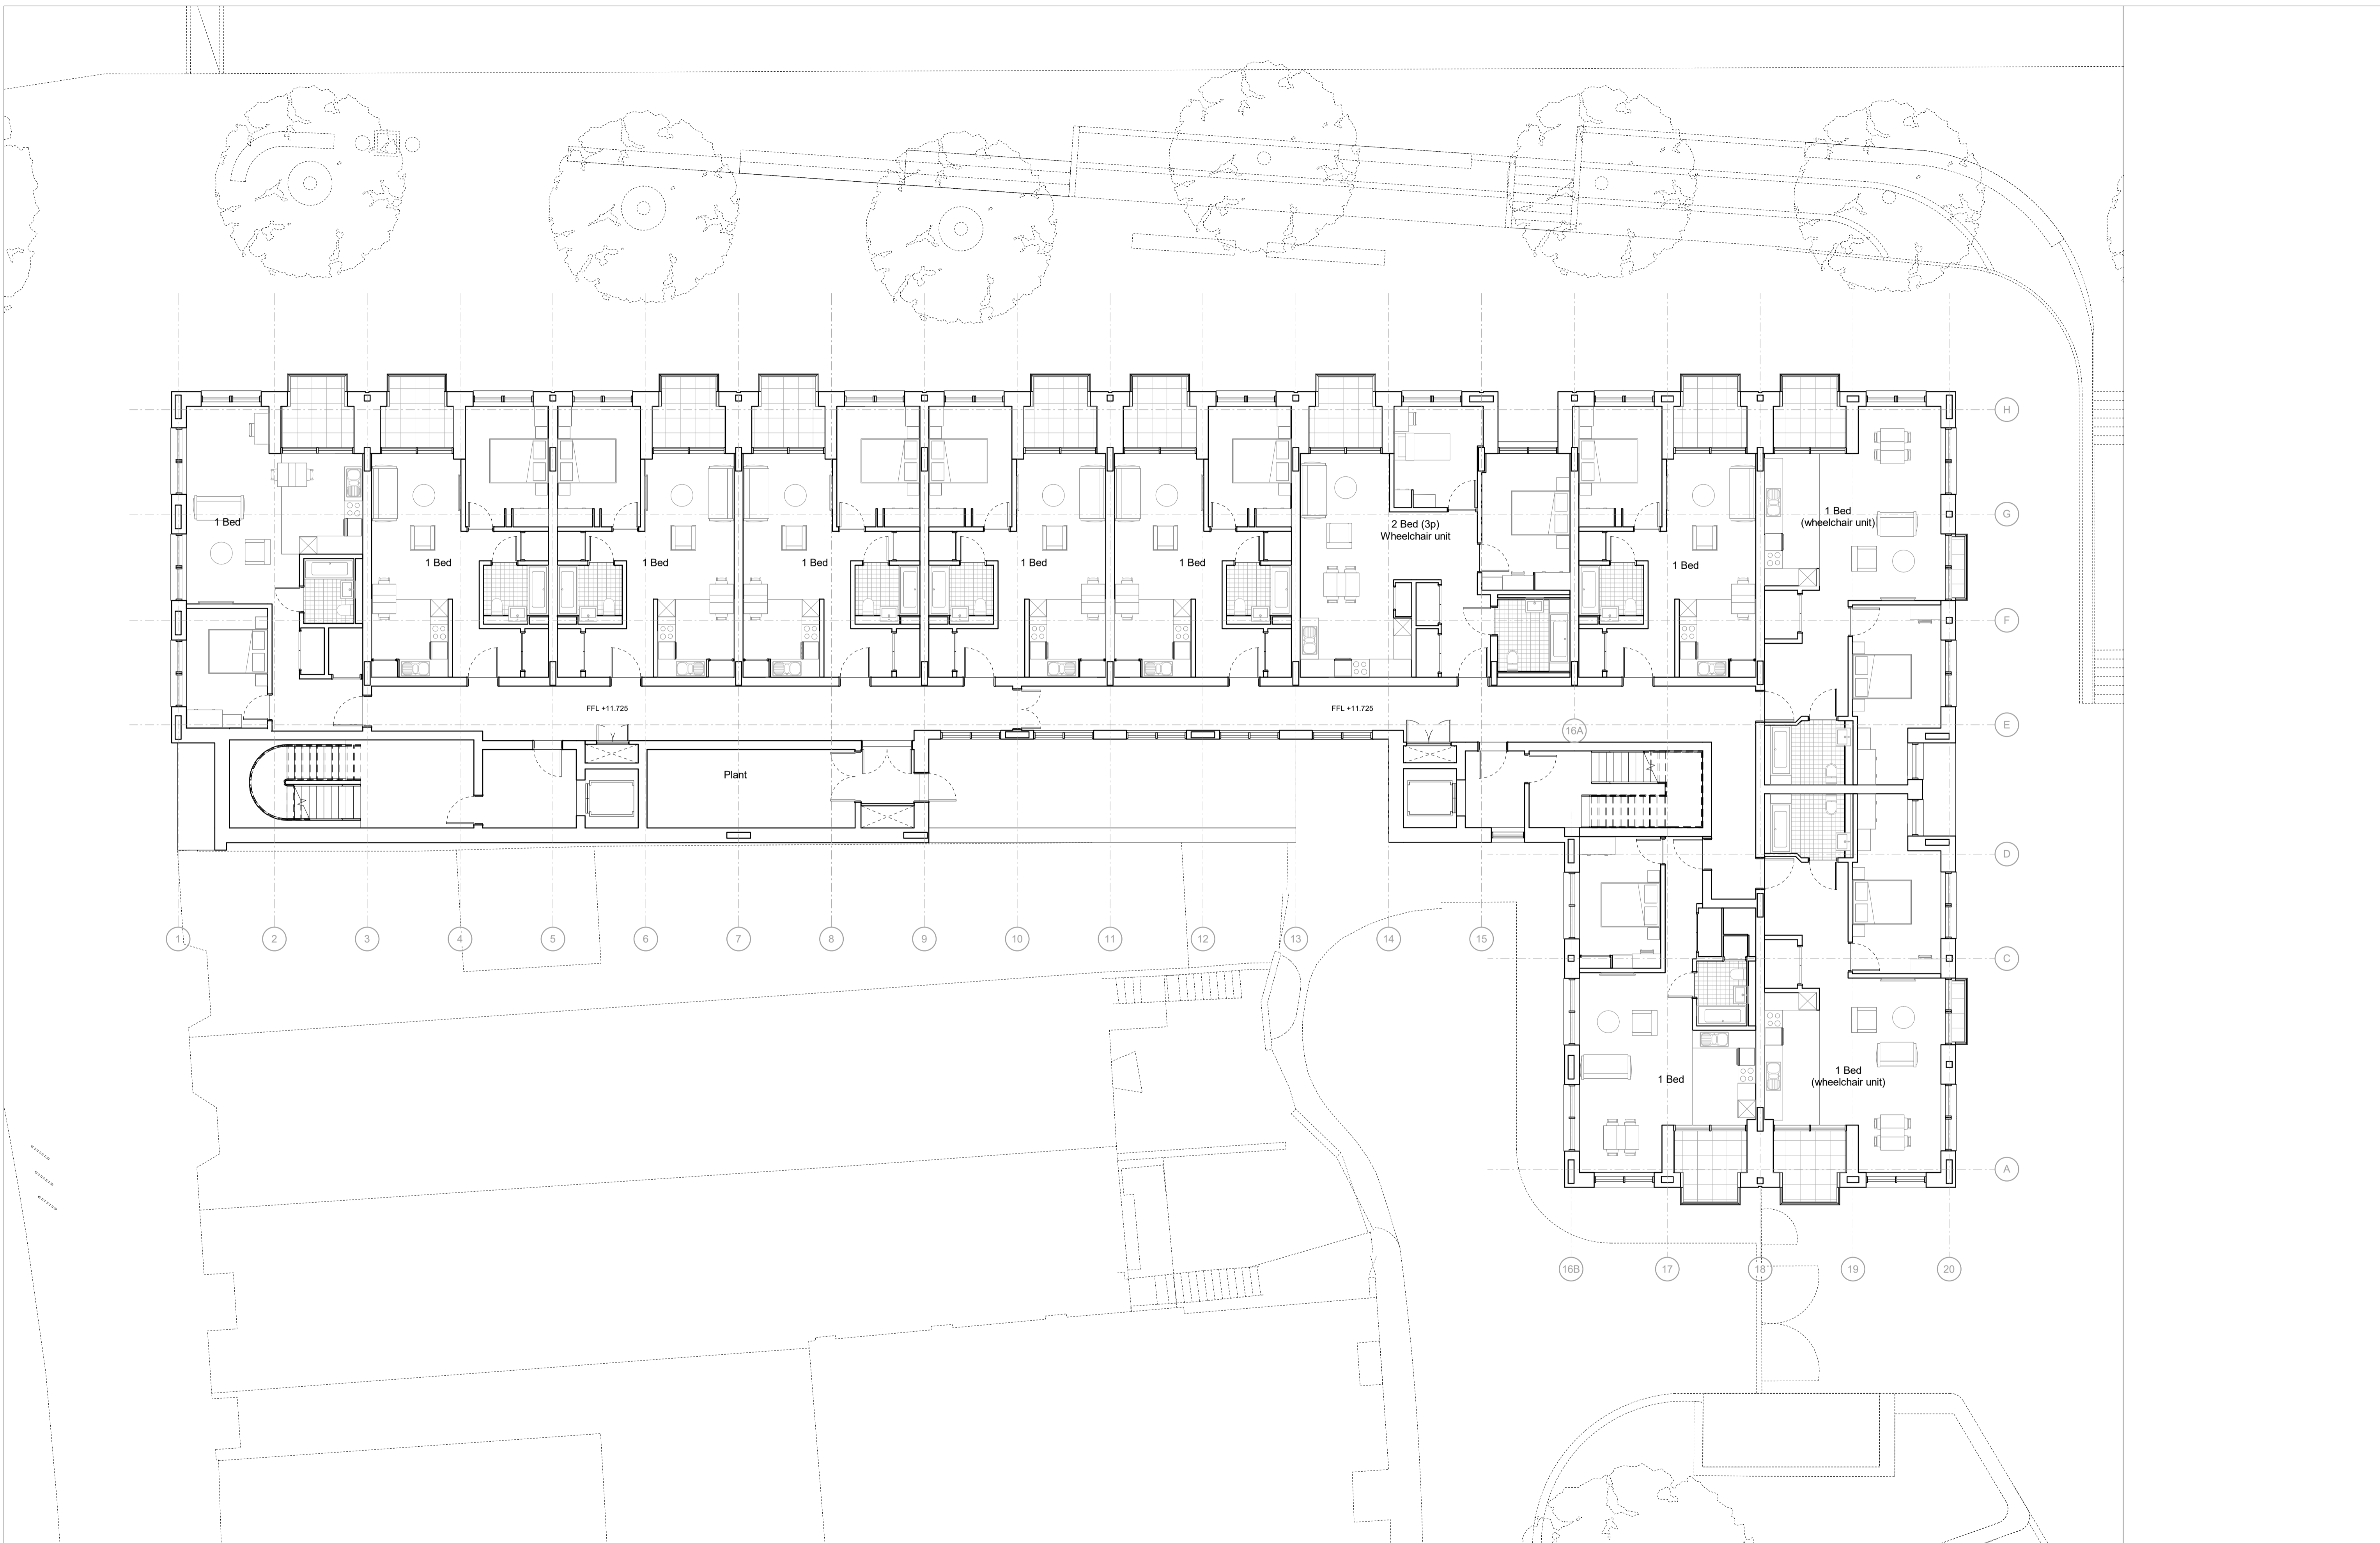 H
1 Bed
2 Bed (3p)
Wheelchair unit
1 Bed
(wheelchair unit)
G
1 Bed
1 Bed
1 Bed
1 Bed
1 Bed
1 Bed
F
FFL +11.725
FFL +11.725
16A
E
Plant
D
1
2
3
4
5
6
7
8
9
10
11
12
13
14
15
C
1 Bed
1 Bed
(wheelchair unit)
A
16B
17
18
19
20